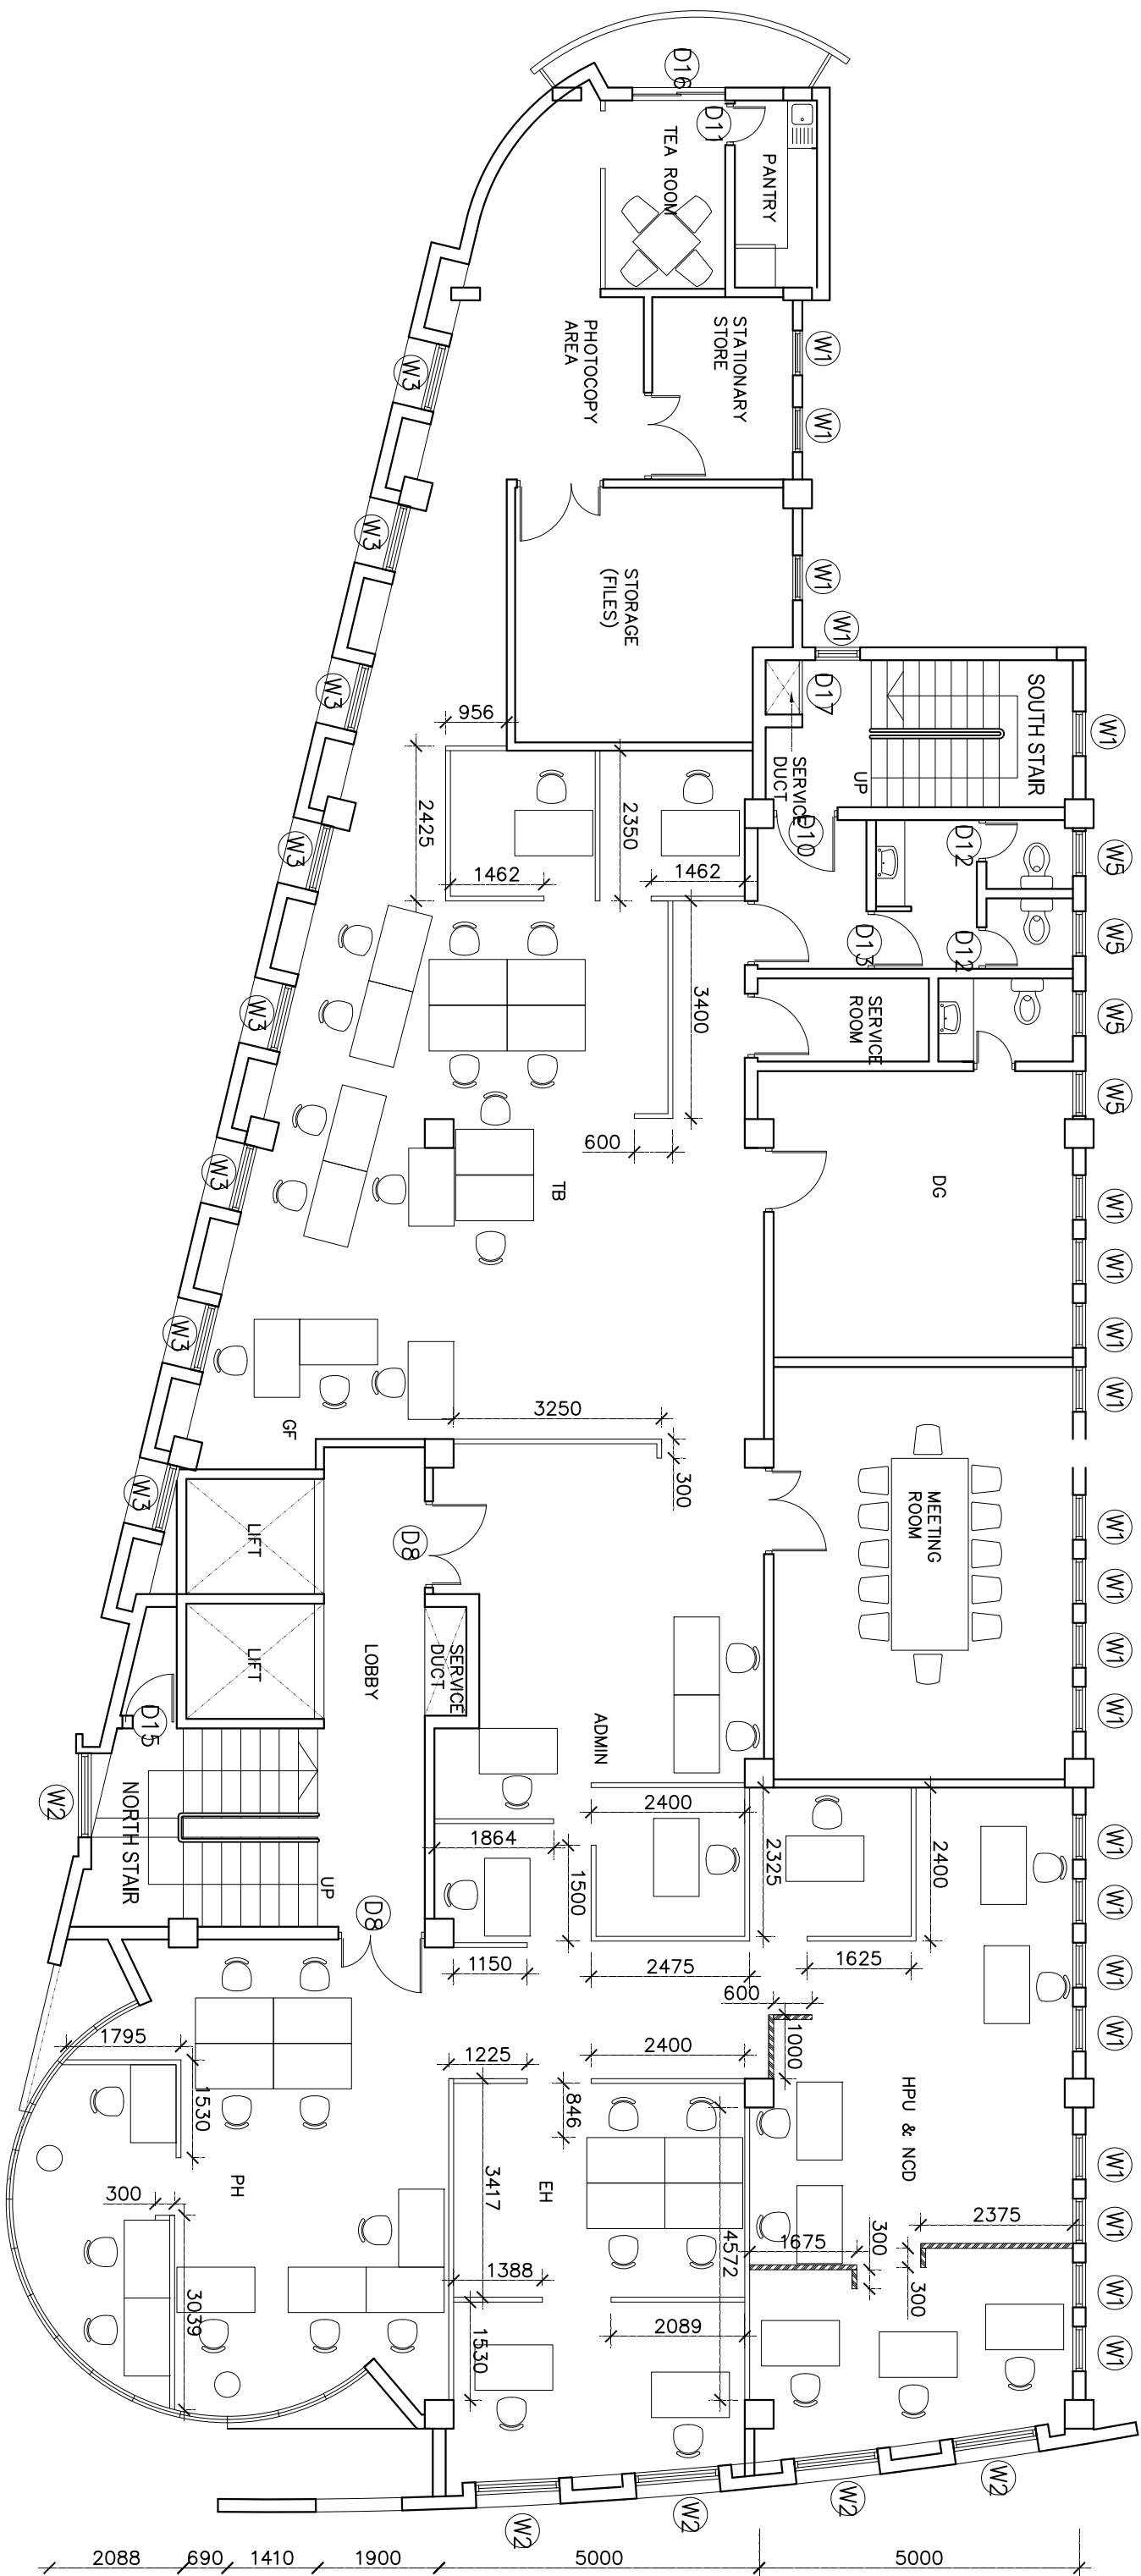 D16
D11
TEA ROOM
PANTRY
W1
STATIONARY
STORE
PHOTOCOPY
AREA
W3
W1
W3
STORAGE
(FILES)
W1
W1
W3
D17
SOUTH STAIR
956
W1
SERVICE
DUCT
UP
2425
2350
W3
D10
D12
W5
1462
1462
D13
D12
W5
3400
W3
SERVICE
ROOM
W5
W5
600
W3
TB
DG
W1
W1
W3
W1
W1
3250
GF
300
W3
LIFT
D8
MEETING
ROOM
W1
W1
LIFT
LOBBY
SERVICE
DUCT
W1
D15
ADMIN
W1
W2
NORTH STAIR
2400
2325
2400
W1
1864
1500
UP
W1
D8
1150
2475
1625
W1
600
1000
W1
1795
1530
1225
2400
846
HPU & NCD
PH
3417
EH
W1
300
2375
W1
3039
1388
4572
1675
300
300
W1
1530
2089
W1
W2
W2
W2
W2
2088
690
1410
1900
5000
5000